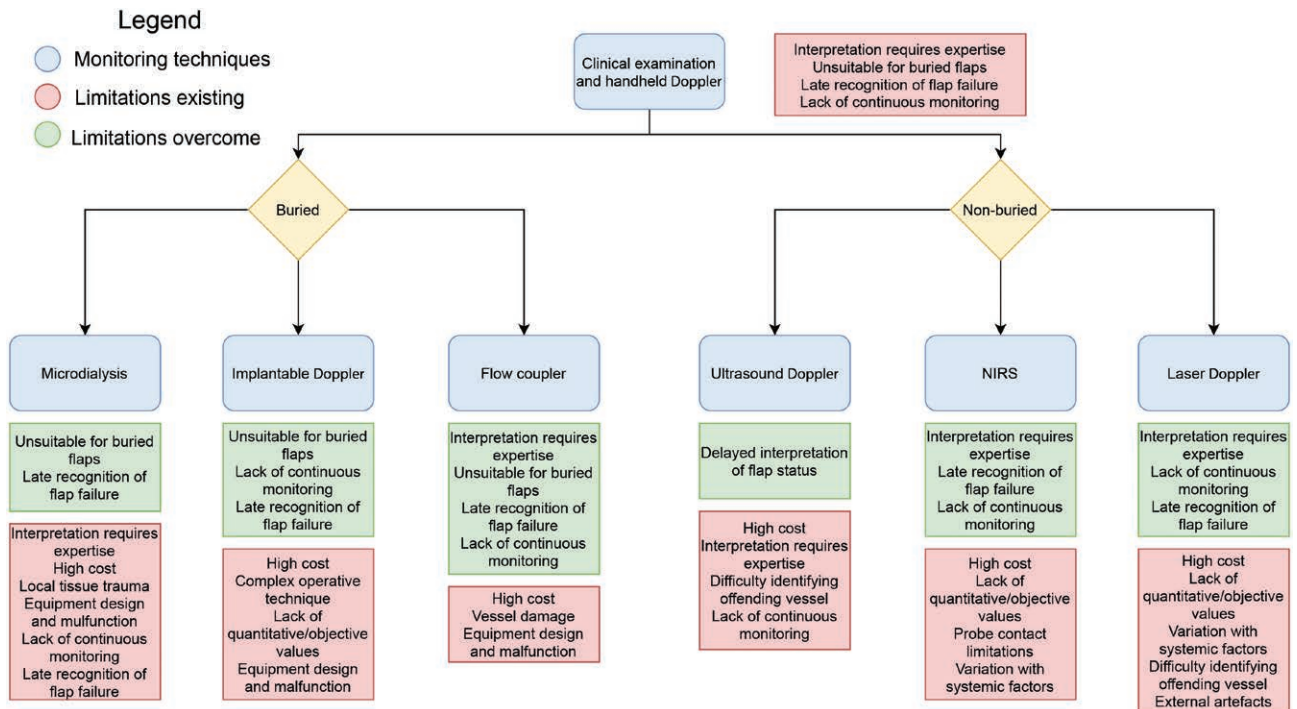 Legend
Monitoring techniques
Limitations existing
Limitations overcome
Clinical examination
and handheld Doppler
Interpretation requires expertise
Unsuitable for buried flaps
Late recognition of flap failure
Lack of continuous monitoring
Buried
Non-buried
Microdialysis
Implantable Doppler
Flow coupler
Ultrasound Doppler
NIRS
Laser Doppler
Unsuitable for buried
flaps
Late recognition of
flap failure
Unsuitable for buried
flaps
Lack of continuous
monitoring
Late recognition of
flap failure
Interpretation requires
expertise
Unsuitable for buried
flaps
Late recognition of
flap failure
Lack of continuous
monitoring
Delayed interpretation
of flap status
Interpretation requires
expertise
Late recognition of
flap failure
Lack of continuous
monitoring
Interpretation requires
expertise
Lack of continuous
monitoring
Late recognition of
flap failure
Interpretation requires
expertise
High cost
Local tissue trauma
Equipment design
and mulfunction
Lack of continuous
monitoring
Late recognition of
flap failure
High cost
Complex operative
technique
Lack of
quantitative/objective
values
Equipment design
and malfunction
High cost
Vessel damage
Equipment design
and malfunction
High cost
Interpretation requires
expertise
Difficulty identifying
offending vessel
Lack of continuous
monitoring
High cost
Lack of
quantitative/objective
values
Probe contact
limitations
Variation with
systemic factors
High cost
Lack of
quantitative/objective
values
Variation with
systemic factors
Difficulty identifying
offending vessel
External artefacts